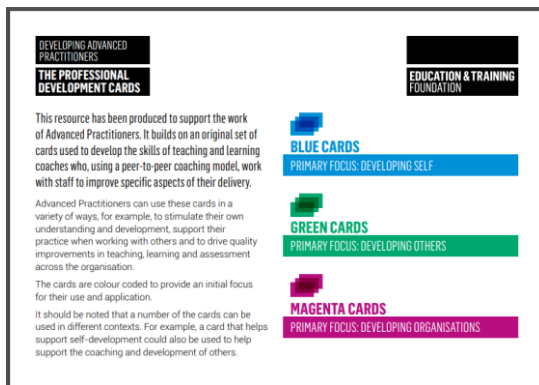 DEVELOPING ADVANCED
PRACTITIONERS
THE PROFESSIONAL
DEVELOPMENT CARDS
EDUCATION & TRAINING
FOUNDATION
This resource has been produced to support the work
of Advanced Practitioners. It builds on an original set of
cards used to develop the skills of teaching and learning
coaches who, using a peer-to-peer coaching model, work
with staff to improve specific aspects of their delivery.
Advanced Practitioners can use these cards in a
variety of ways, for example, to stimulate their own
understanding and development, support their
practice when working with others and to drive quality
improvements in teaching, learning and assessment
across the organisation.
The cards are colour coded to provide an initial focus
for their use and application.
It should be noted that a number of the cards can be
used in different contexts. For example, a card that helps
support self-development could also be used to help
support the coaching and development of others.
BLUE CARDS
PRIMARY FOCUS: DEVELOPING SELF
GREEN CARDS
PRIMARY FOCUS: DEVELOPING OTHERS
MAGENTA CARDS
PRIMARY FOCUS: DEVELOPING ORGANISATIONS